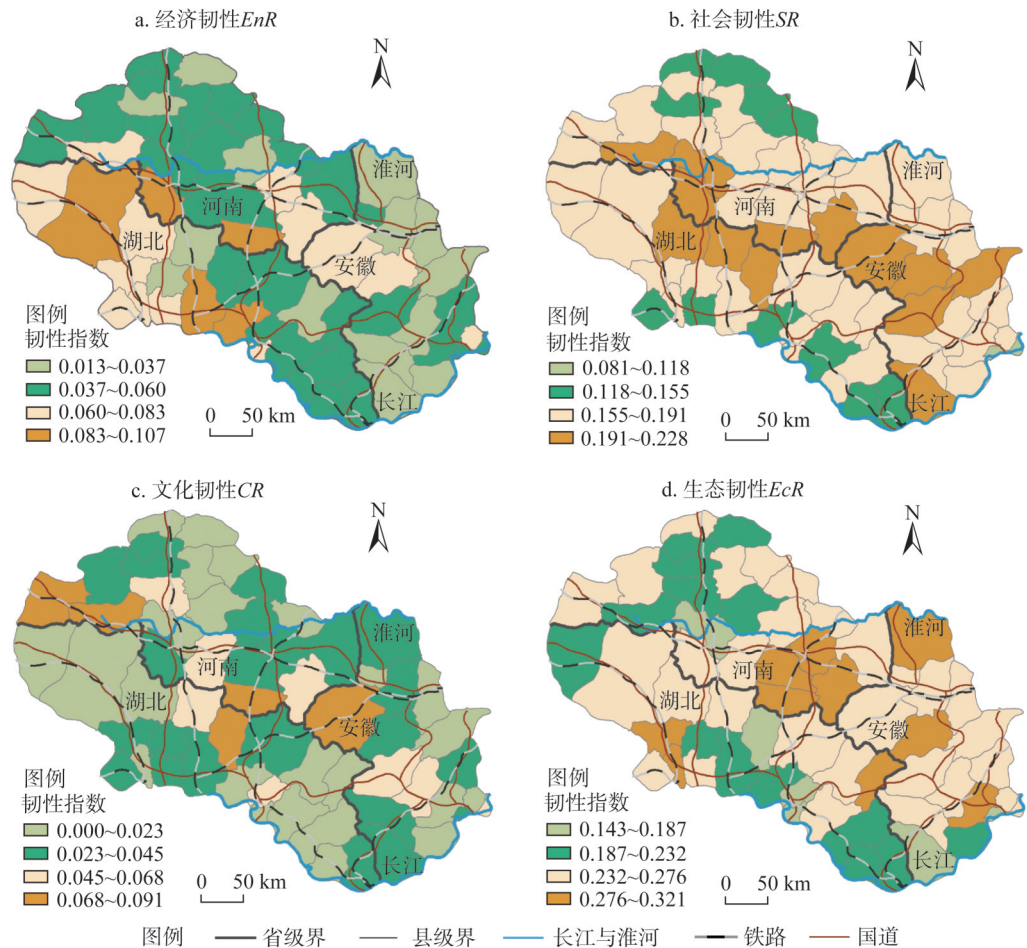 a. 经济韧性EnR
N
淮河
河南
湖北
安徽
长江
图例
韧性指数
0.013~0.037
0.037~0.060
0.060~0.083
0.083~0.107
0 50 km
b. 社会韧性SR
N
淮河
河南
湖北
安徽
长江
图例
韧性指数
0.081~0.118
0.118~0.155
0.155~0.191
0.191~0.228
0 50 km
c. 文化韧性CR
N
淮河
河南
湖北
安徽
长江
图例
韧性指数
0.000~0.023
0.023~0.045
0.045~0.068
0.068~0.091
0 50 km
d. 生态韧性EcR
N
淮河
河南
湖北
安徽
长江
图例
韧性指数
0.143~0.187
0.187~0.232
0.232~0.276
0.276~0.321
0 50 km
图例 省级界 县级界 长江与淮河 铁路 国道